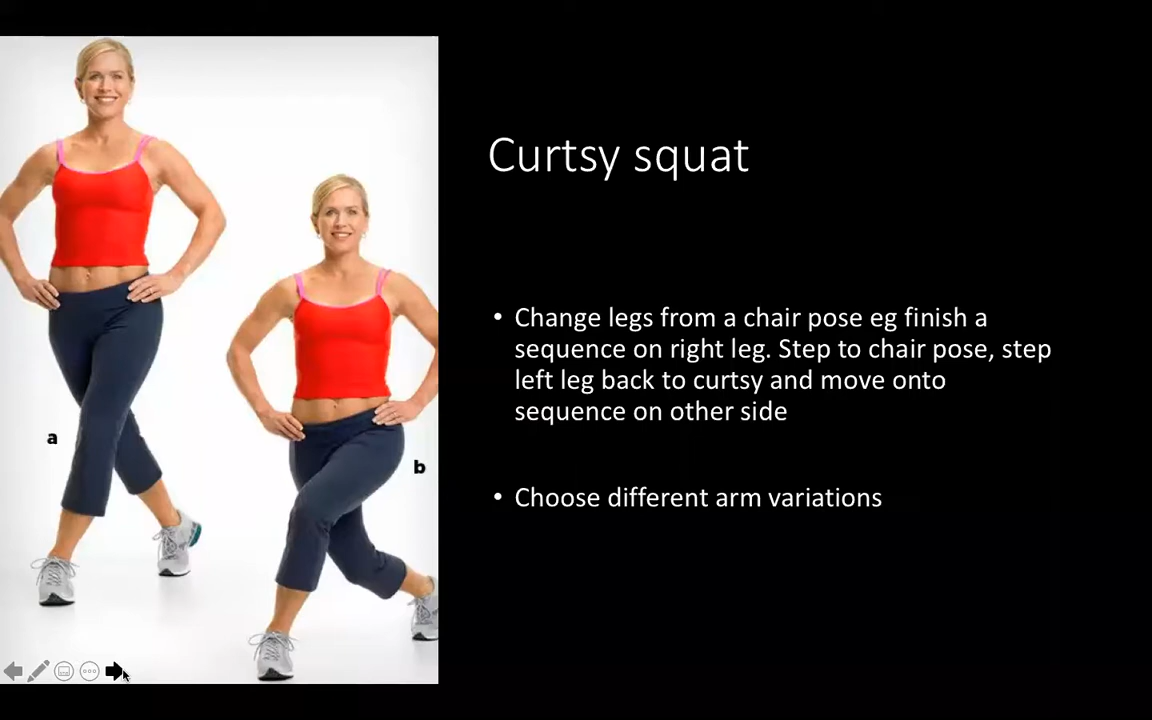 Curtsy squat
• Change legs from a chair pose eg finish a
sequence on right leg. Step to chair pose, step
left leg back to curtsy and move onto
sequence on other side
• Choose different arm variations
a
b